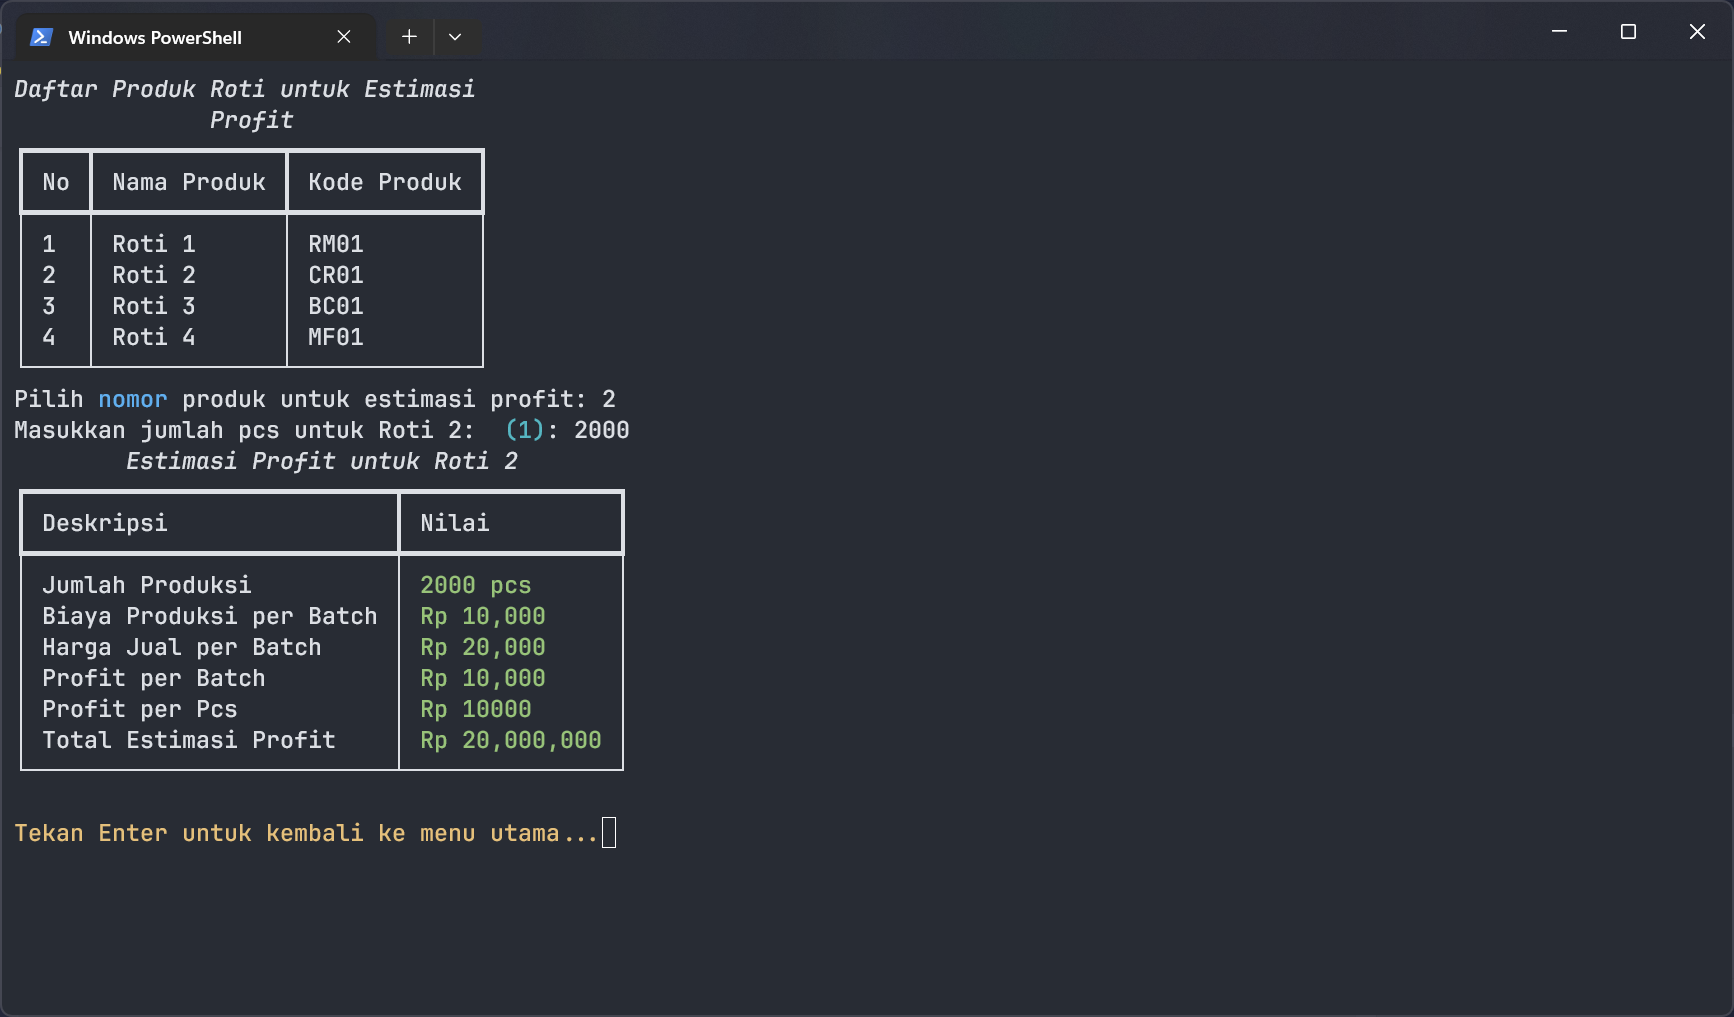 Windows PowerShell
Daftar Produk Roti untuk Estimasi
Profit
No Nama Produk Kode Produk
1 Roti 1 RM01
2 Roti 2 CR01
3 Roti 3 BC01
4 Roti 4 MF01
Pilih nomor produk untuk estimasi profit: 2
Masukkan jumlah pcs untuk Roti 2:  (1): 2000
Estimasi Profit untuk Roti 2
Deskripsi Nilai
Jumlah Produksi 2000 pcs
Biaya Produksi per Batch Rp 10,000
Harga Jual per Batch Rp 20,000
Profit per Batch Rp 10,000
Profit per Pcs Rp 10000
Total Estimasi Profit Rp 20,000,000
Tekan Enter untuk kembali ke menu utama...